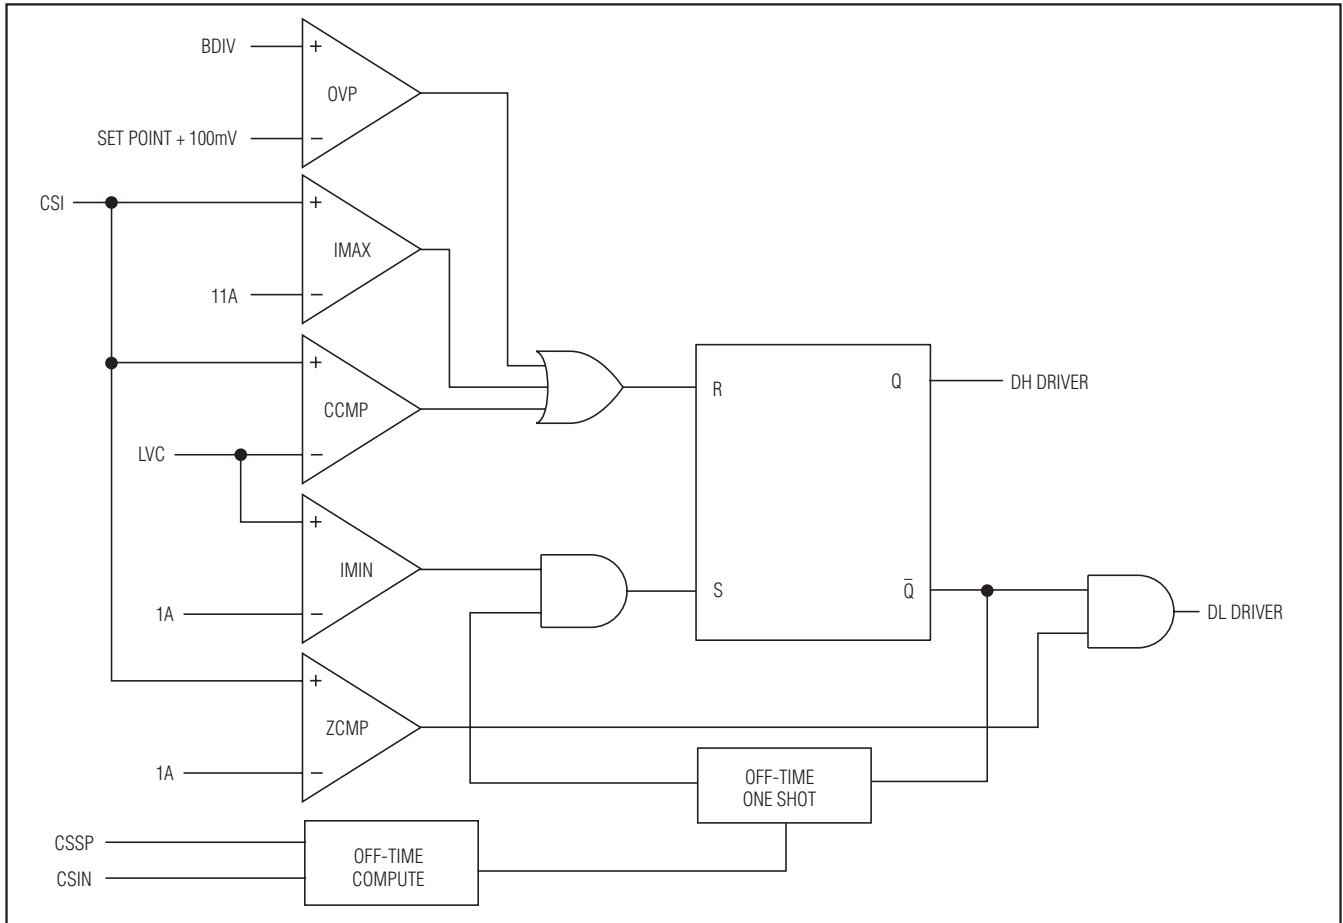 BDIV
+
OVP
SET POINT + 100mV
−
CSI
+
IMAX
11A
−
+
CCMP
LVC
−
+
IMIN
1A
−
+
ZCMP
1A
−
R
Q
DH DRIVER
S
Q̅
DL DRIVER
OFF-TIME
ONE SHOT
CSSP
CSIN
OFF-TIME
COMPUTE